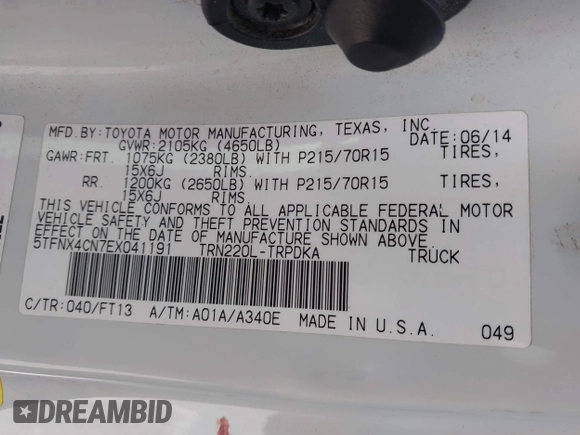 MFD.BY:TOYOTA MOTOR MANUFACTURING, TEXAS, INC.
GVWR:2105KG (4650LB) DATE:06/14
GAWR:FRT. 1075KG (2380LB) WITH P215/70R15 TIRES,
15X6J RIMS.
RR. 1200KG (2650LB) WITH P215/70R15 TIRES,
15X6J RIMS.
THIS VEHICLE CONFORMS TO ALL APPLICABLE FEDERAL MOTOR
VEHICLE SAFETY AND THEFT PREVENTION STANDARDS IN
EFFECT ON THE DATE OF MANUFACTURE SHOWN ABOVE.
5TFNX4CN7EX041191 TRN220L-TRPDKA TRUCK
C/TR:040/FT13 A/TM:A01A/A340E MADE IN U.S.A. 049
DREAMBID